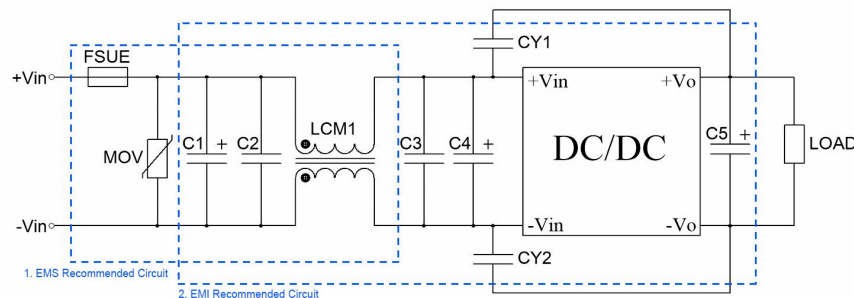 CY1
FSUE
+Vin
+Vin
+Vo
LCM1
C1 +
C2
C3
C4 +
C5 +
MOV
DC/DC
LOAD
-Vin
-Vin
-Vo
CY2
1. EMS Recommended Circuit
2. EMI Recommended Circuit